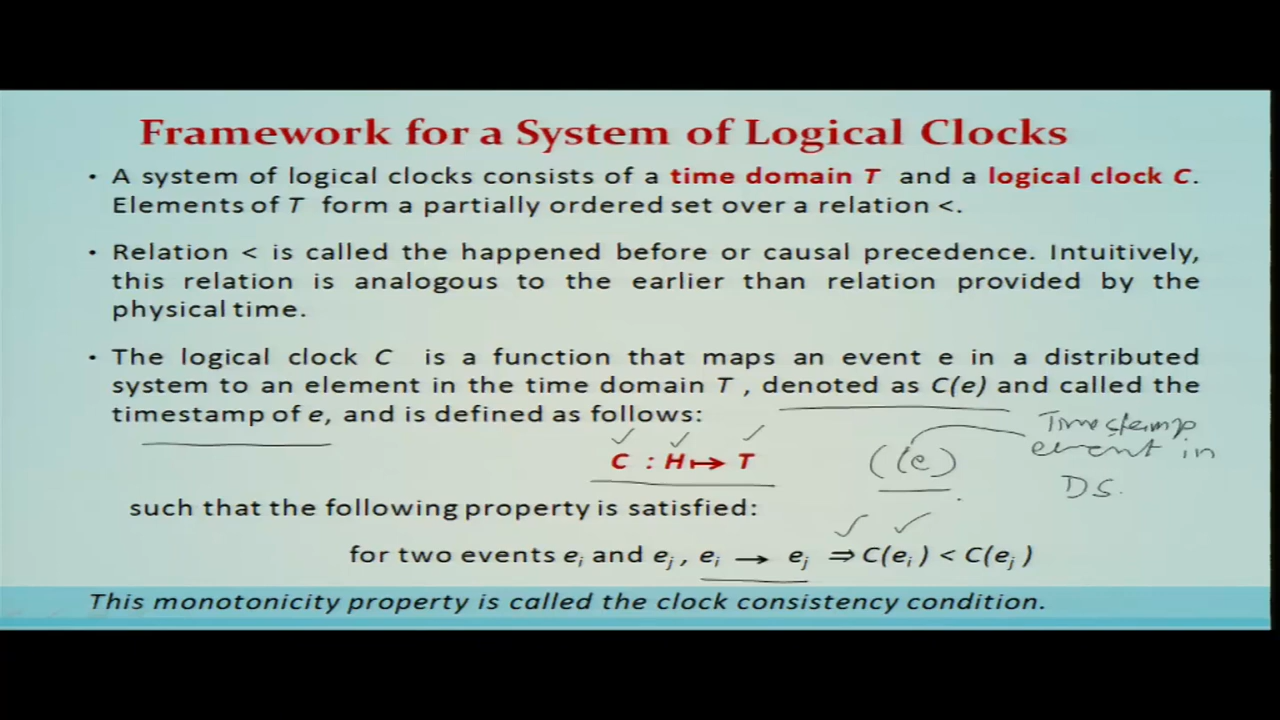 Framework for a System of Logical Clocks
• A system of logical clocks consists of a time domain T and a logical clock C.
Elements of T form a partially ordered set over a relation <.
• Relation < is called the happened before or causal precedence. Intuitively,
this relation is analogous to the earlier than relation provided by the
physical time.
• The logical clock C is a function that maps an event e in a distributed
system to an element in the time domain T , denoted as C(e) and called the
timestamp of e, and is defined as follows:
Timestamp
event in
DS.
C : H ↦ T
C(e)
such that the following property is satisfied:
for two events eᵢ and eⱼ , eᵢ → eⱼ ⇒ C(eᵢ ) < C(eⱼ )
This monotonicity property is called the clock consistency condition.